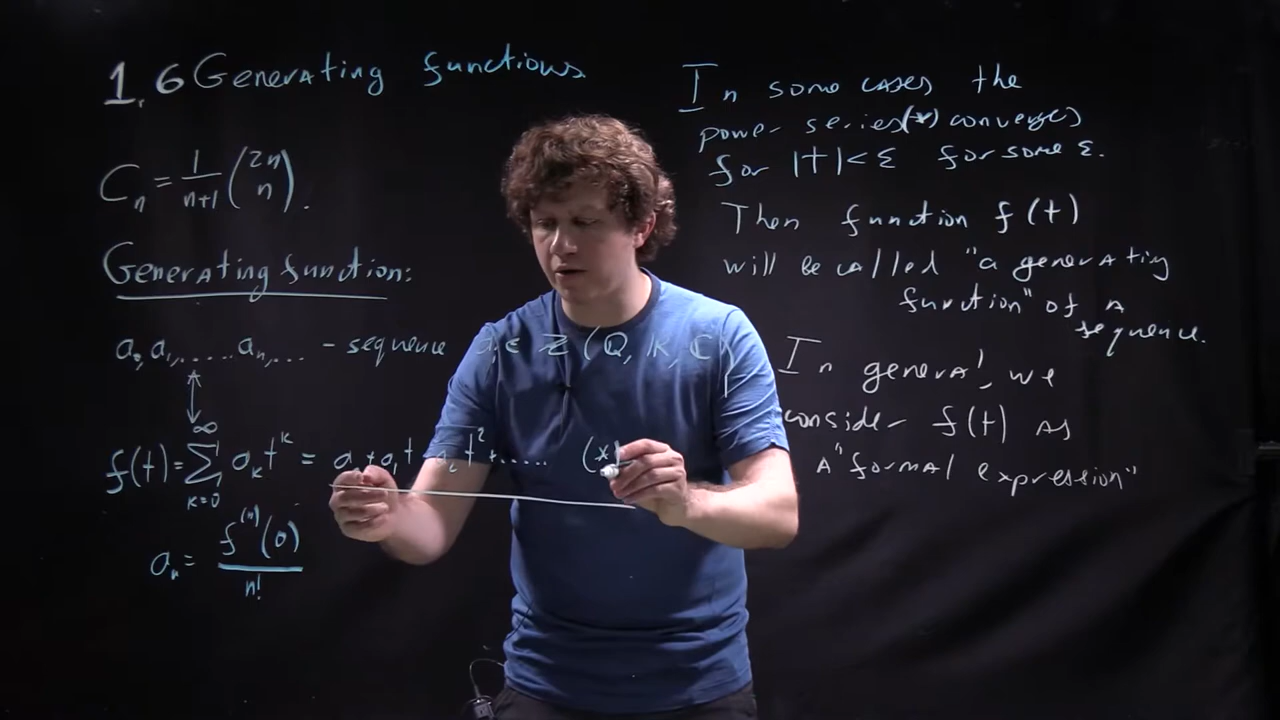 1.6 Generating functions
C_n = 1/(n+1) (2n n).
Generating function:
a_0, a_1, .... a_n, ... - sequence a_i ∈ ℤ (ℚ, ℝ, ℂ)
f(t) = ∑_{k=0}^{∞} a_k t^k = a_0 + a_1 t + a_2 t^2 + ..... (*)
a_n = f^{(n)}(0) / n!
In some cases the
power series (*) converges
for |t| < ε for some ε.
Then function f(t)
will be called "a generating
function" of a
sequence.
In general, we
consider f(t) as
a "formal expression"